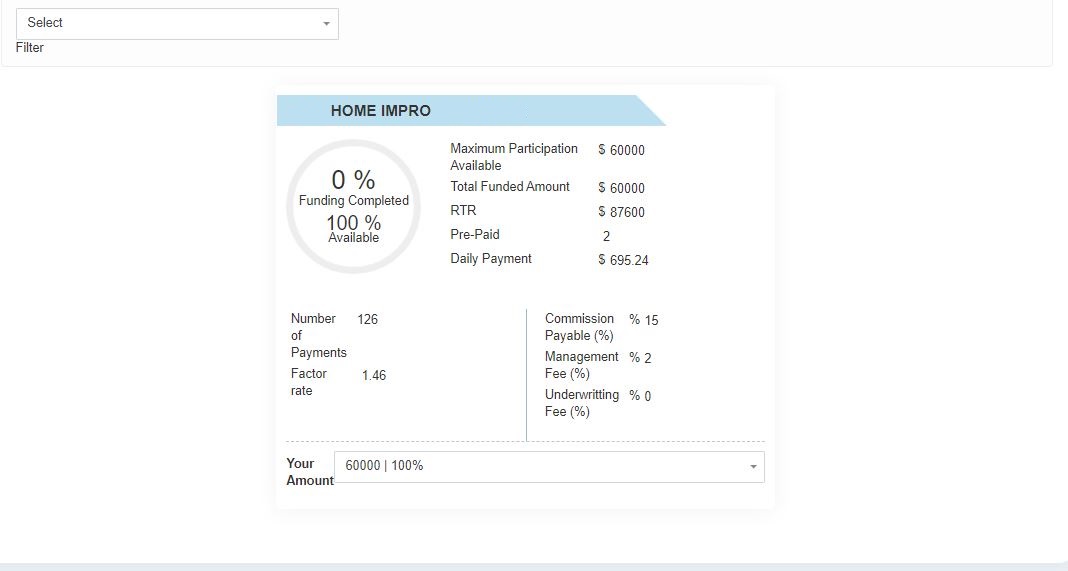 Select
Filter
HOME IMPRO
0 %
Funding Completed
100 %
Available
Maximum Participation $ 60000
Available
Total Funded Amount $ 60000
RTR $ 87600
Pre-Paid 2
Daily Payment $ 695.24
Number 126
of
Payments
Factor 1.46
rate
Commission % 15
Payable (%)
Management % 2
Fee (%)
Underwritting % 0
Fee (%)
Your 60000 | 100%
Amount